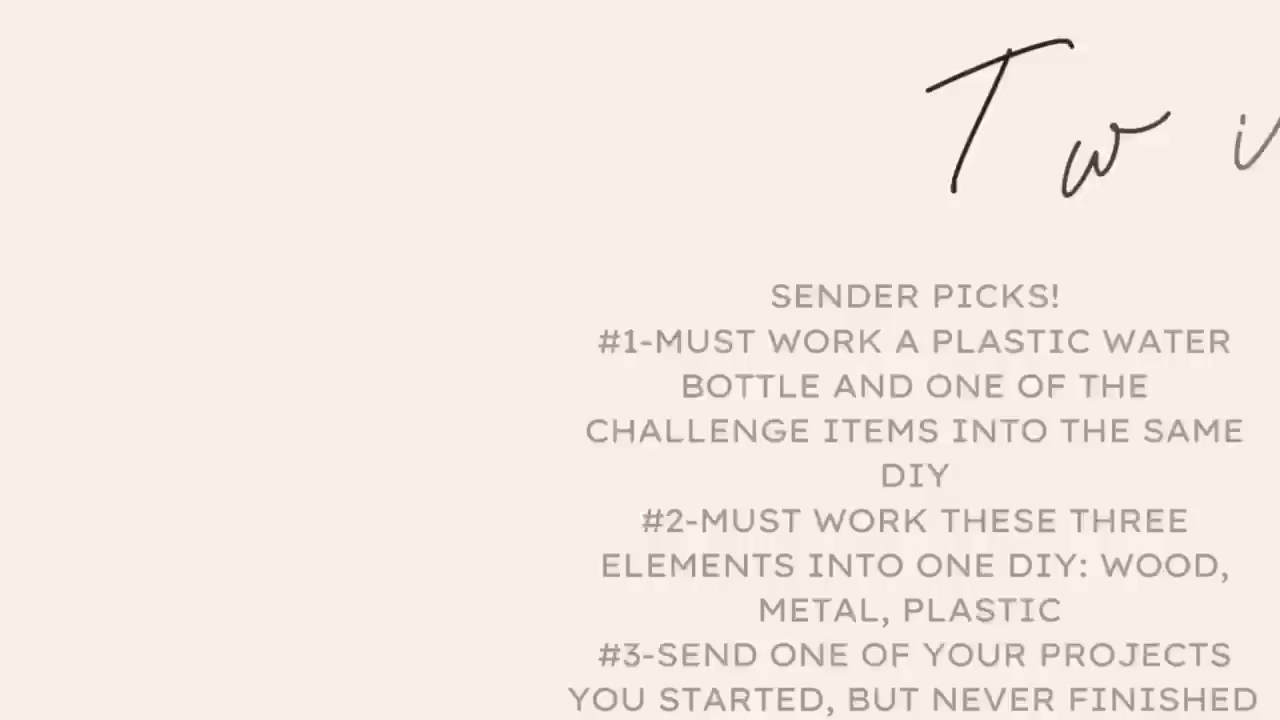 Tw
SENDER PICKS!
#1-MUST WORK A PLASTIC WATER
BOTTLE AND ONE OF THE
CHALLENGE ITEMS INTO THE SAME
DIY
#2-MUST WORK THESE THREE
ELEMENTS INTO ONE DIY: WOOD,
METAL, PLASTIC
#3-SEND ONE OF YOUR PROJECTS
YOU STARTED, BUT NEVER FINISHED